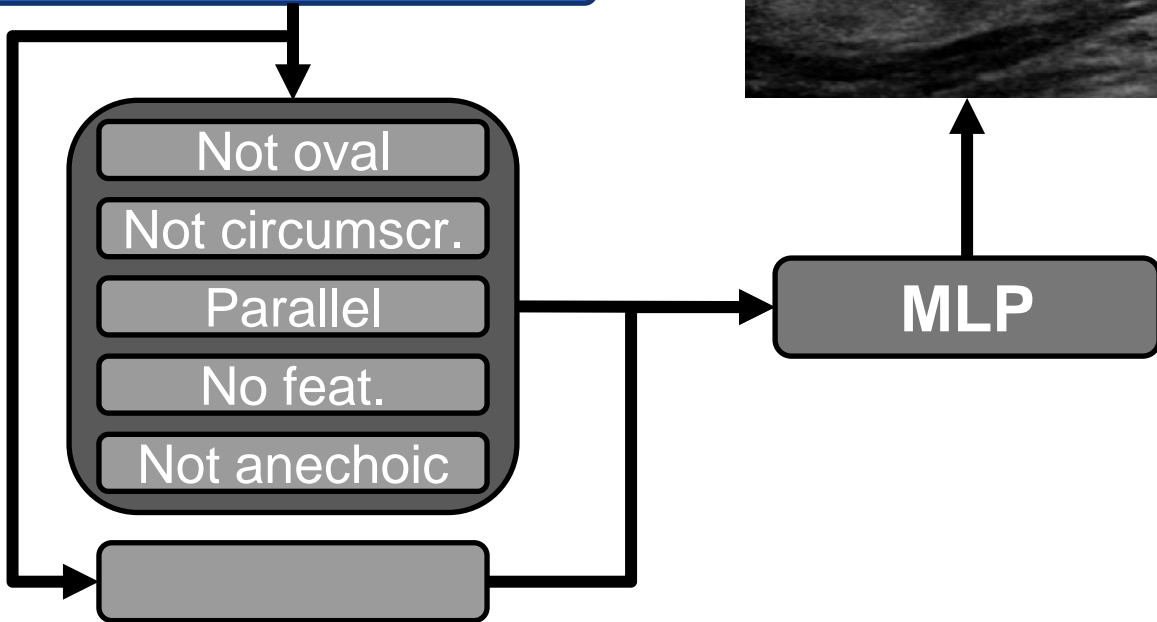 Not oval
Not circumscr.
Parallel
No feat.
Not anechoic
MLP